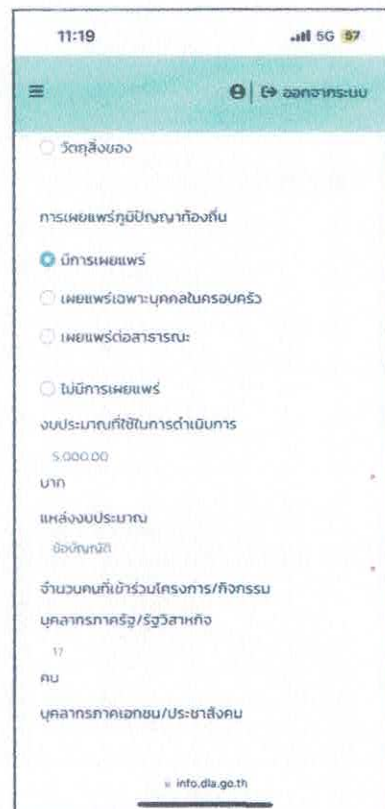 11:19
5G 57
ออกจากระบบ
วัตถุสิ่งของ
การเผยแพร่ภูมิปัญญาท้องถิ่น
มีการเผยแพร่
เผยแพร่เฉพาะบุคคลในครอบครัว
เผยแพร่ต่อสาธารณะ
ไม่มีการเผยแพร่
งบประมาณที่ใช้ในการดำเนินการ
5,000.00
บาท
แหล่งงบประมาณ
ข้อบัญญัติ
จำนวนคนที่เข้าร่วมโครงการ/กิจกรรม
บุคลากรภาครัฐ/รัฐวิสาหกิจ
17
คน
บุคลากรภาคเอกชน/ประชาสังคม
info.dla.go.th